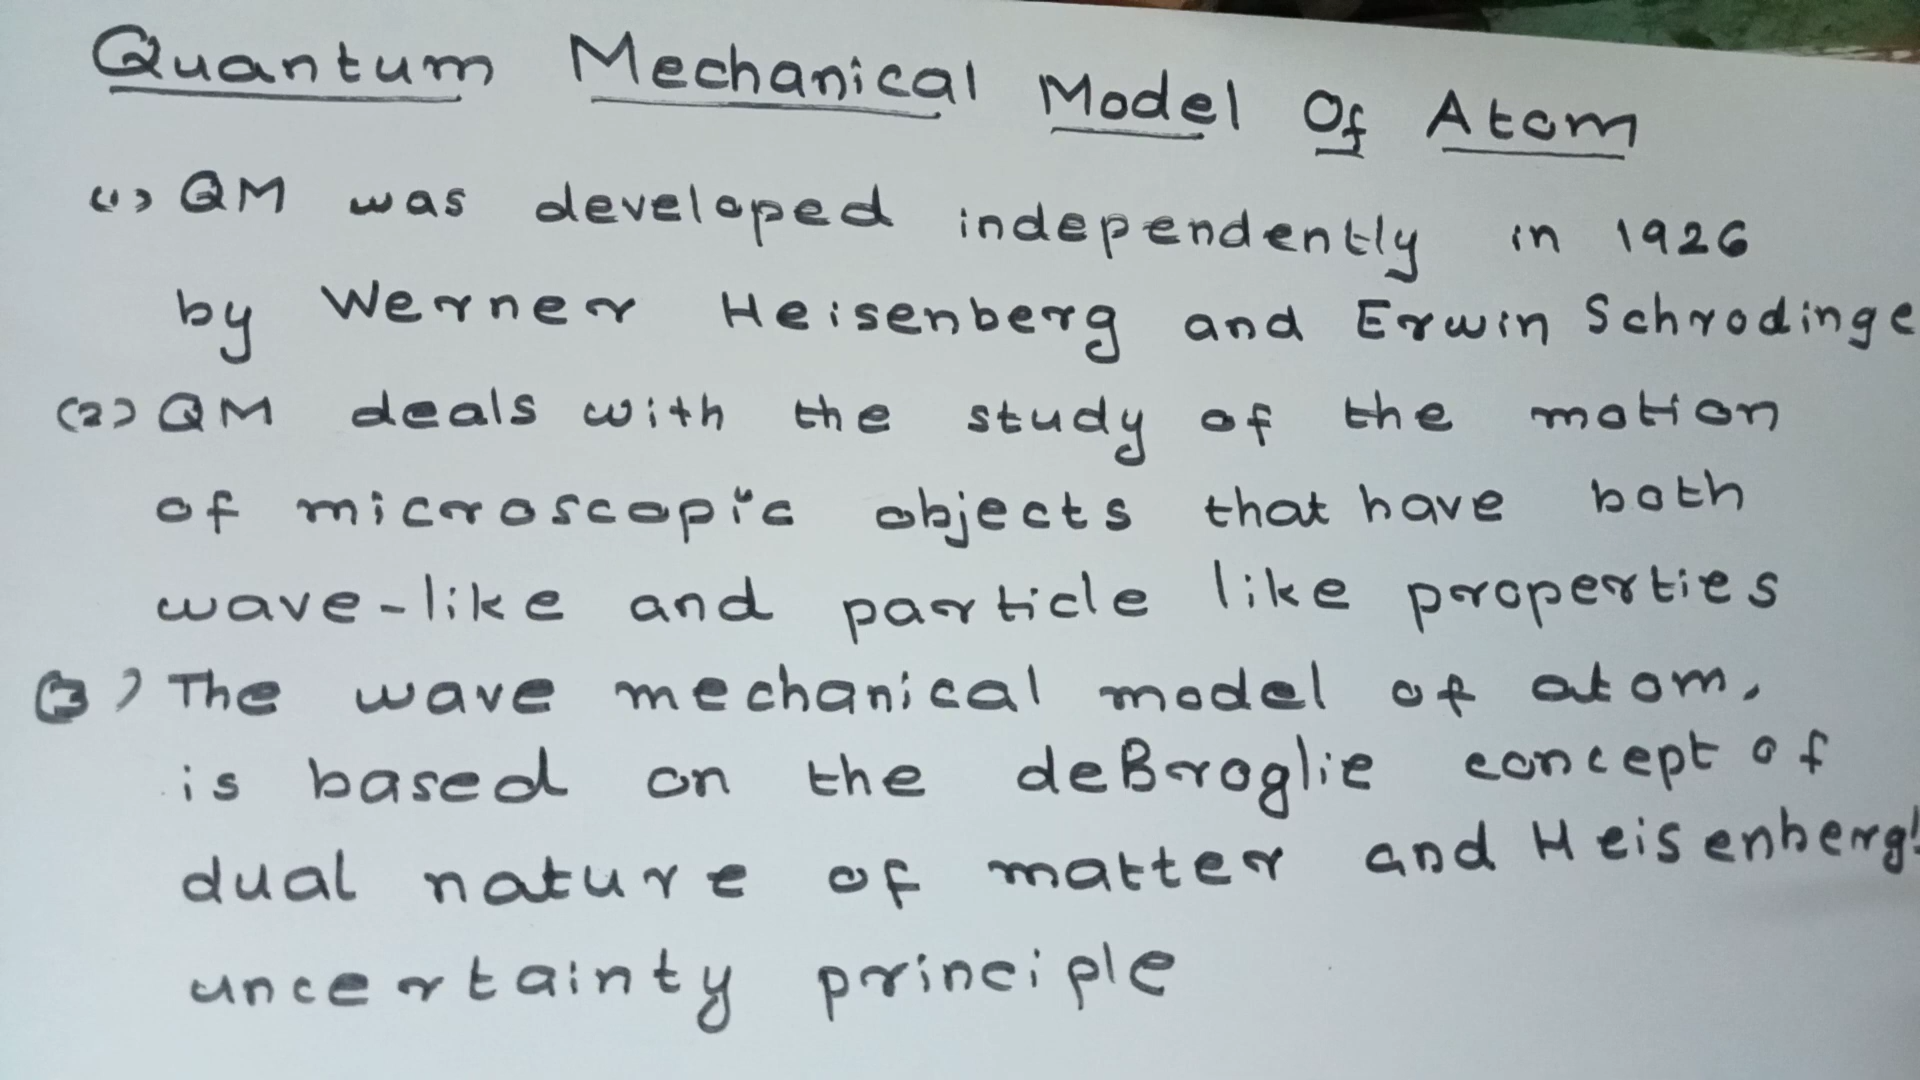 Quantum Mechanical Model Of Atom
(1) QM was developed independently in 1926
by Werner Heisenberg and Erwin Schrodinge
(2) QM deals with the study of the motion
of microscopic objects that have both
wave-like and particle like properties
(3) The wave mechanical model of atom,
is based on the deBroglie concept of
dual nature of matter and Heisenberg'
uncertainty principle